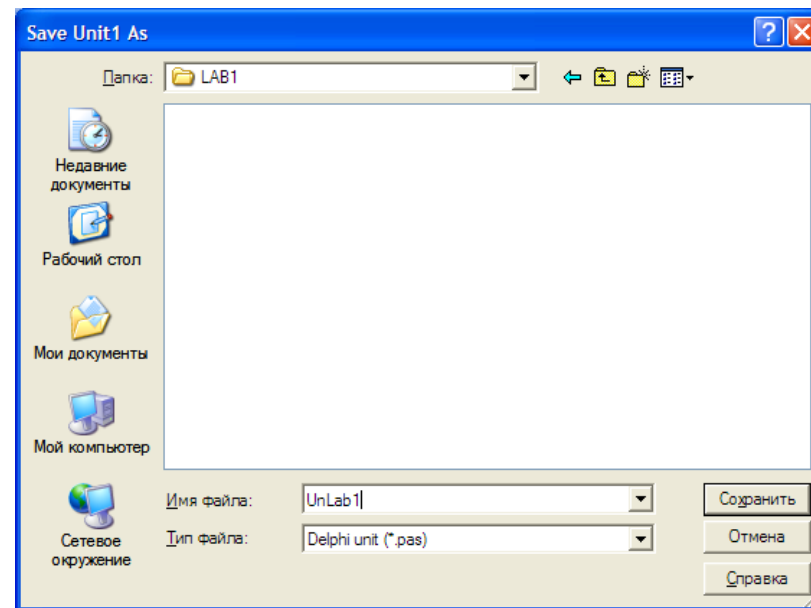 Save Unit1 As
Папка:
LAB1
Недавние
документы
Рабочий стол
Мои документы
Мой компьютер
Сетевое
окружение
Имя файла:
UnLab1
Сохранить
Тип файла:
Delphi unit (*.pas)
Отмена
Справка